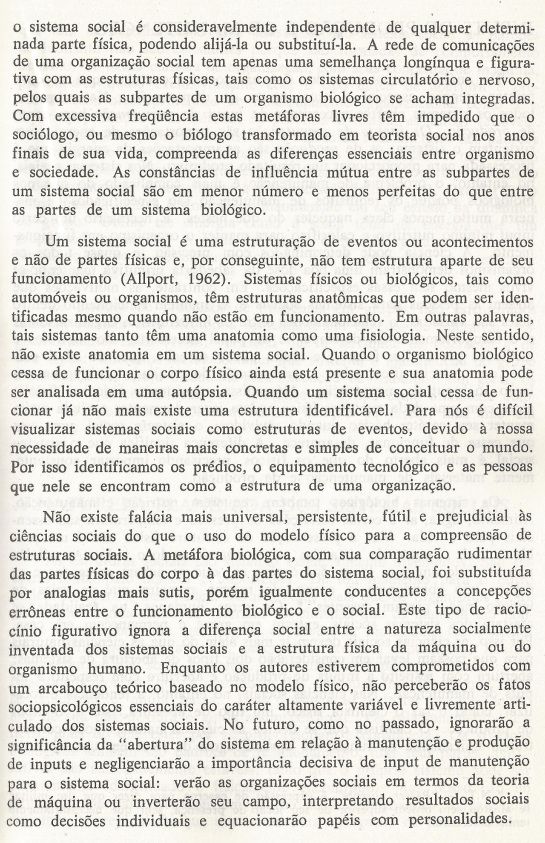 o sistema social é consideravelmente independente de qualquer determi-
nada parte física, podendo alijá-la ou substituí-la. A rede de comunicações
de uma organização social tem apenas uma semelhança longínqua e figura-
tiva com as estruturas físicas, tais como os sistemas circulatório e nervoso,
pelos quais as subpartes de um organismo biológico se acham integradas.
Com excessiva freqüência estas metáforas livres têm impedido que o
sociólogo, ou mesmo o biólogo transformado em teorista social nos anos
finais de sua vida, compreenda as diferenças essenciais entre organismo
e sociedade. As constâncias de influência mútua entre as subpartes de
um sistema social são em menor número e menos perfeitas do que entre
as partes de um sistema biológico.
Um sistema social é uma estruturação de eventos ou acontecimentos
e não de partes físicas e, por conseguinte, não tem estrutura aparte de seu
funcionamento (Allport, 1962). Sistemas físicos ou biológicos, tais como
automóveis ou organismos, têm estruturas anatômicas que podem ser iden-
tificadas mesmo quando não estão em funcionamento. Em outras palavras,
tais sistemas tanto têm uma anatomia como uma fisiologia. Neste sentido,
não existe anatomia em um sistema social. Quando o organismo biológico
cessa de funcionar o corpo físico ainda está presente e sua anatomia pode
ser analisada em uma autópsia. Quando um sistema social cessa de fun-
cionar já não mais existe uma estrutura identificável. Para nós é difícil
visualizar sistemas sociais como estruturas de eventos, devido à nossa
necessidade de maneiras mais concretas e simples de conceituar o mundo.
Por isso identificamos os prédios, o equipamento tecnológico e as pessoas
que nele se encontram como a estrutura de uma organização.
Não existe falácia mais universal, persistente, fútil e prejudicial às
ciências sociais do que o uso do modelo físico para a compreensão de
estruturas sociais. A metáfora biológica, com sua comparação rudimentar
das partes físicas do corpo à das partes do sistema social, foi substituída
por analogias mais sutis, porém igualmente conducentes a concepções
errôneas entre o funcionamento biológico e o social. Este tipo de racio-
cínio figurativo ignora a diferença social entre a natureza socialmente
inventada dos sistemas sociais e a estrutura física da máquina ou do
organismo humano. Enquanto os autores estiverem comprometidos com
um arcabouço teórico baseado no modelo físico, não perceberão os fatos
sociopsicológicos essenciais do caráter altamente variável e livremente arti-
culado dos sistemas sociais. No futuro, como no passado, ignorarão a
significância da "abertura" do sistema em relação à manutenção e produção
de inputs e negligenciarão a importância decisiva de input de manutenção
para o sistema social: verão as organizações sociais em termos da teoria
de máquina ou inverterão seu campo, interpretando resultados sociais
como decisões individuais e equacionarão papéis com personalidades.